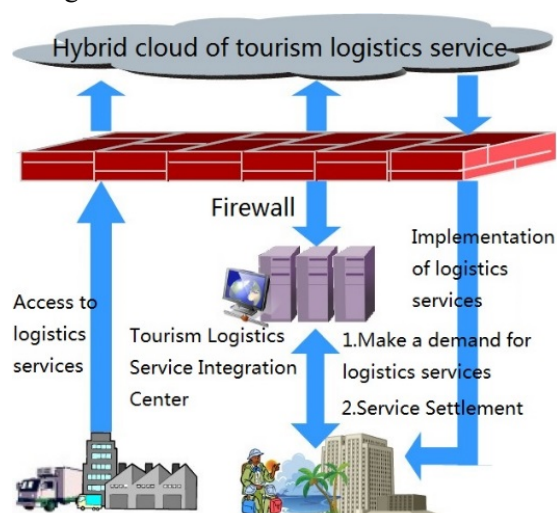 Hybrid cloud of tourism logistics service
Firewall
Implementation
of logistics
services
Access to
logistics
services
Tourism Logistics
Service Integration
Center
1.Make a demand for
logistics services
2.Service Settlement